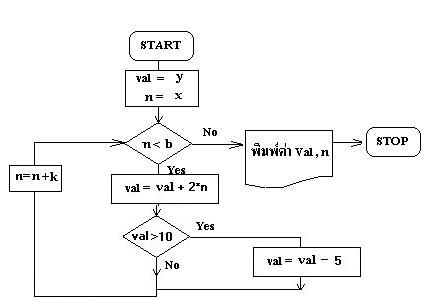 START
val = y
n = x
n < b
No
พิมพ์ค่า Val , n
STOP
Yes
n=n+k
val = val + 2*n
val >10
Yes
val = val - 5
No